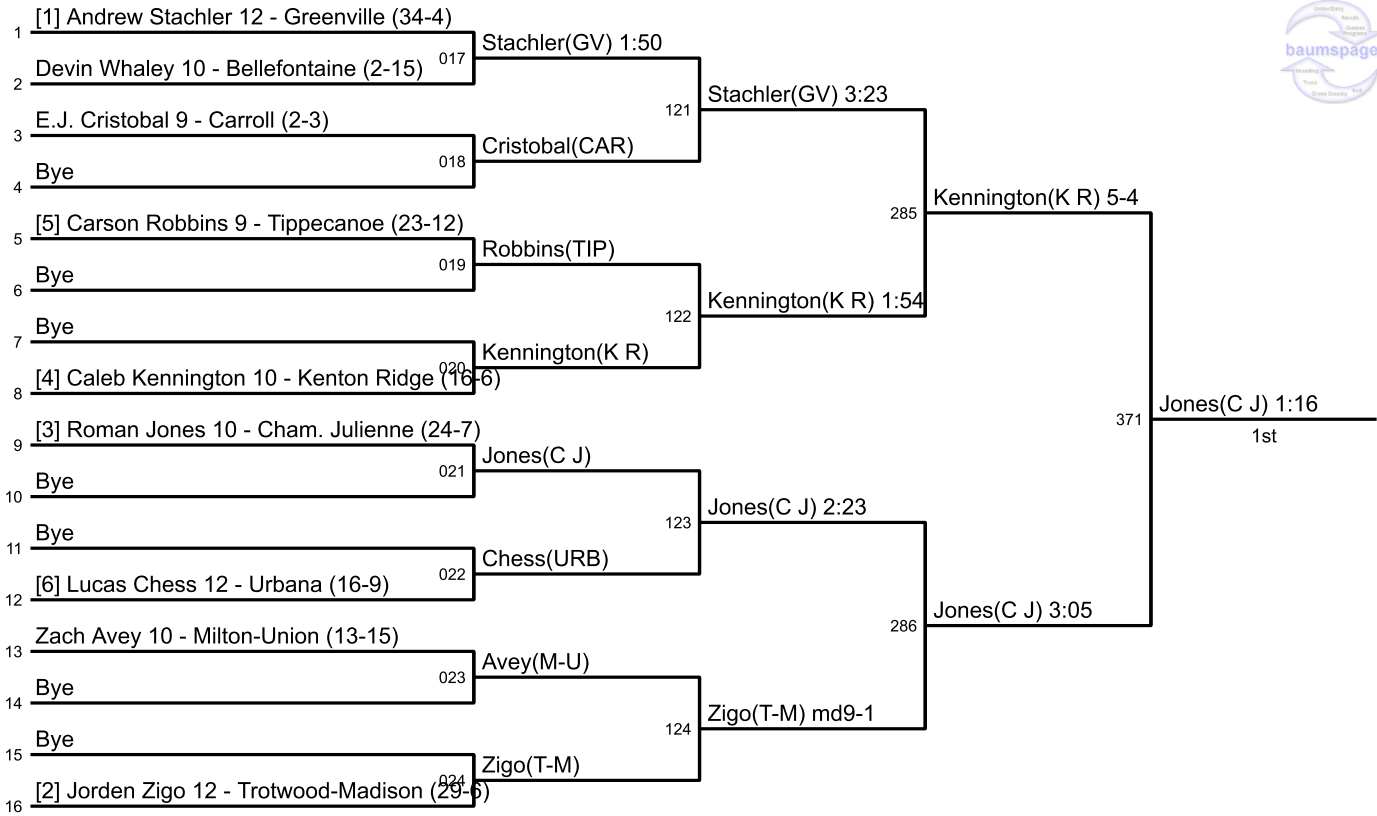 [1] Andrew Stachler 12 - Greenville (34-4)
1
Devin Whaley 10 - Bellefontaine (2-15)
2
017
Stachler(GV) 1:50
E.J. Cristobal 9 - Carroll (2-3)
3
Bye
4
018
Cristobal(CAR)
121
Stachler(GV) 3:23
[5] Carson Robbins 9 - Tippecanoe (23-12)
5
Bye
6
019
Robbins(TIP)
Bye
7
[4] Caleb Kennington 10 - Kenton Ridge (16-6)
8
020
Kennington(K R)
122
Kennington(K R) 1:54
285
Kennington(K R) 5-4
[3] Roman Jones 10 - Cham. Julienne (24-7)
9
Bye
10
021
Jones(C J)
Bye
11
[6] Lucas Chess 12 - Urbana (16-9)
12
022
Chess(URB)
123
Jones(C J) 2:23
Zach Avey 10 - Milton-Union (13-15)
13
Bye
14
023
Avey(M-U)
Bye
15
[2] Jorden Zigo 12 - Trotwood-Madison (29-6)
16
024
Zigo(T-M)
124
Zigo(T-M) md9-1
286
Jones(C J) 3:05
371
Jones(C J) 1:16
1st
Online Entry
Results
baumspage
Wrestling
Track
Cross Country